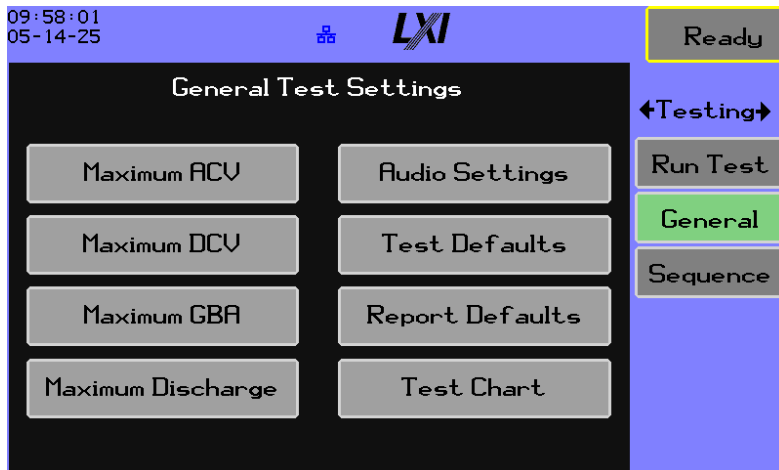 09:58:01
05-14-25
LXI
Ready
General Test Settings
←Testing→
Maximum ACV
Audio Settings
Run Test
Maximum DCV
Test Defaults
General
Maximum GBA
Report Defaults
Sequence
Maximum Discharge
Test Chart